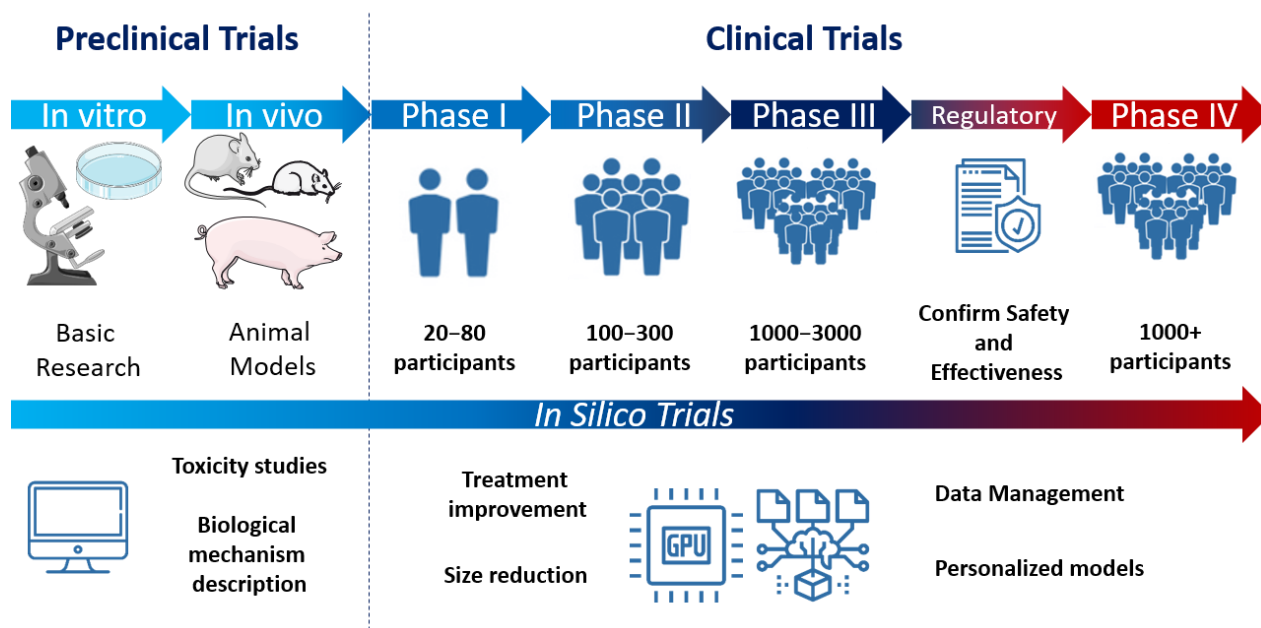 Preclinical Trials
Clinical Trials
In vitro
In vivo
Phase I
Phase II
Phase III
Regulatory
Phase IV
Basic
Research
Animal
Models
20–80
participants
100–300
participants
1000–3000
participants
Confirm Safety
and
Effectiveness
1000+
participants
In Silico Trials
Toxicity studies
Biological
mechanism
description
Treatment
improvement
Size reduction
GPU
Data Management
Personalized models